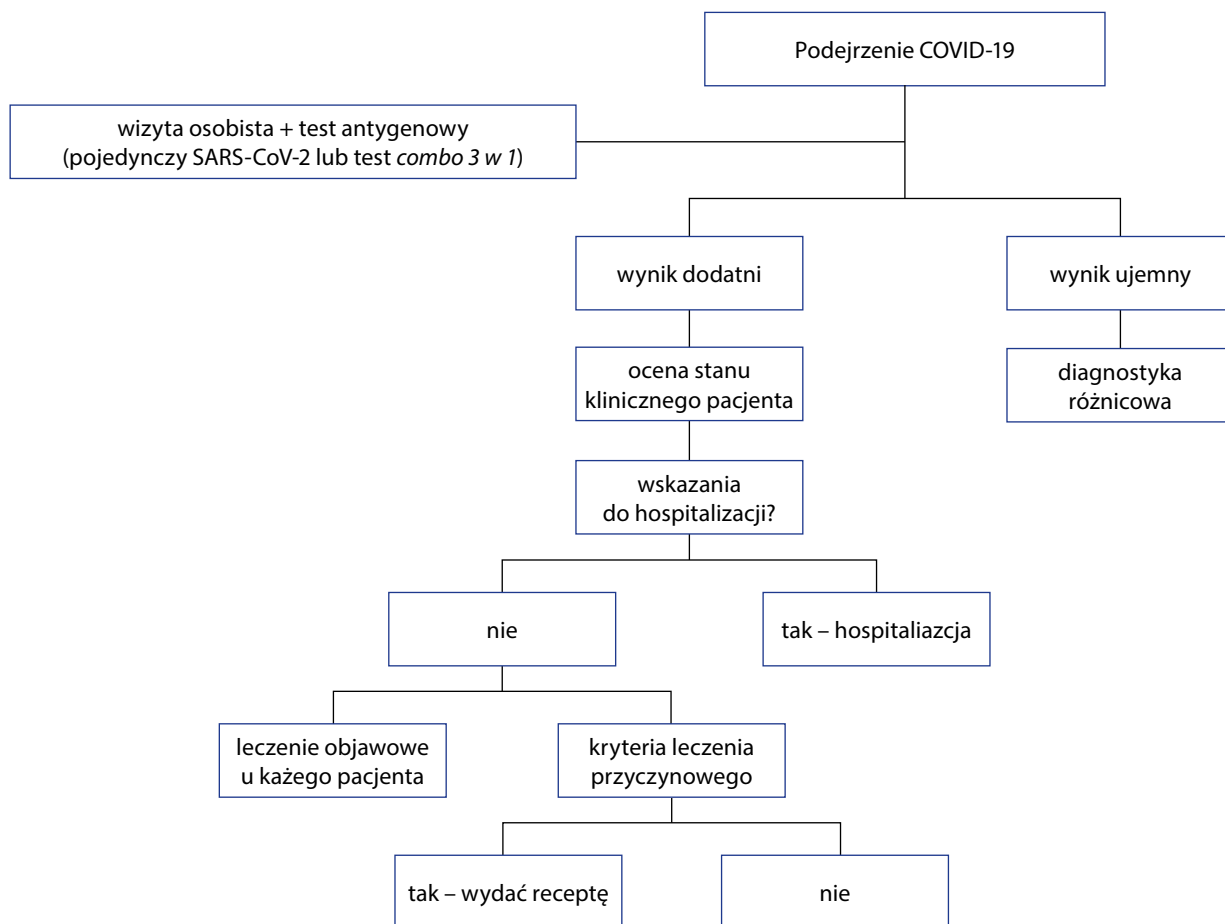 Podejrzenie COVID-19
wizyta osobista + test antygenowy
(pojedynczy SARS-CoV-2 lub test combo 3 w 1)
wynik dodatni
wynik ujemny
ocena stanu
klinicznego pacjenta
diagnostyka
różnicowa
wskazania
do hospitalizacji?
nie
tak – hospitaliazcja
leczenie objawowe
u każego pacjenta
kryteria leczenia
przyczynowego
tak – wydać receptę
nie